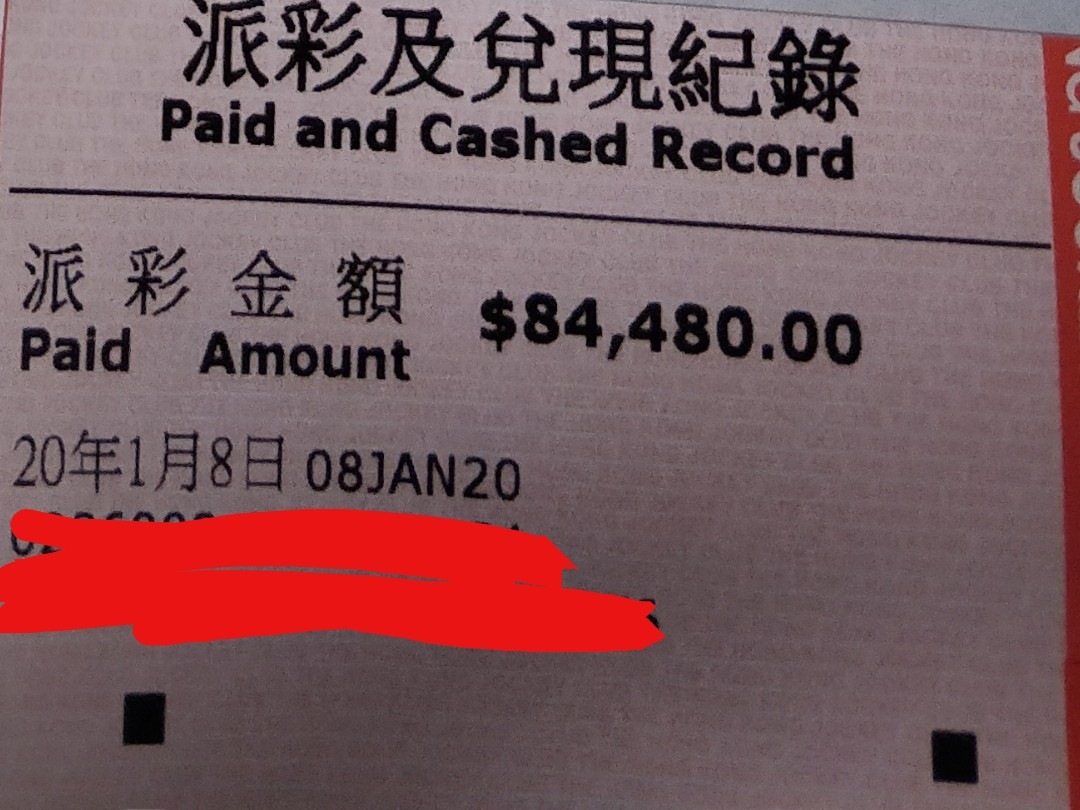 派彩及兌現紀錄
Paid and Cashed Record
派彩金額 $84,480.00
Paid Amount
20年1月8日 08JAN20